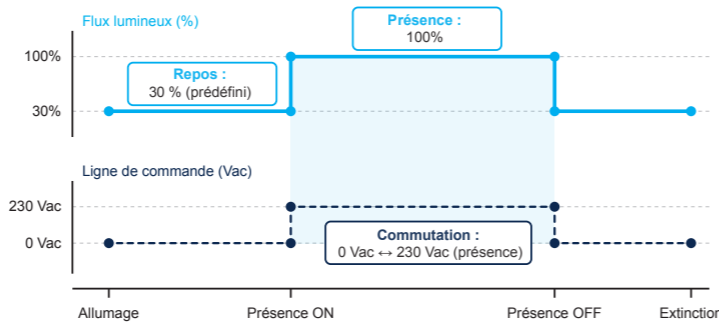 Flux lumineux (%)
Présence :
100%
100%
Repos :
30 % (prédéfini)
30%
Ligne de commande (Vac)
230 Vac
Commutation :
0 Vac ↔ 230 Vac (présence)
0 Vac
Allumage
Présence ON
Présence OFF
Extinction